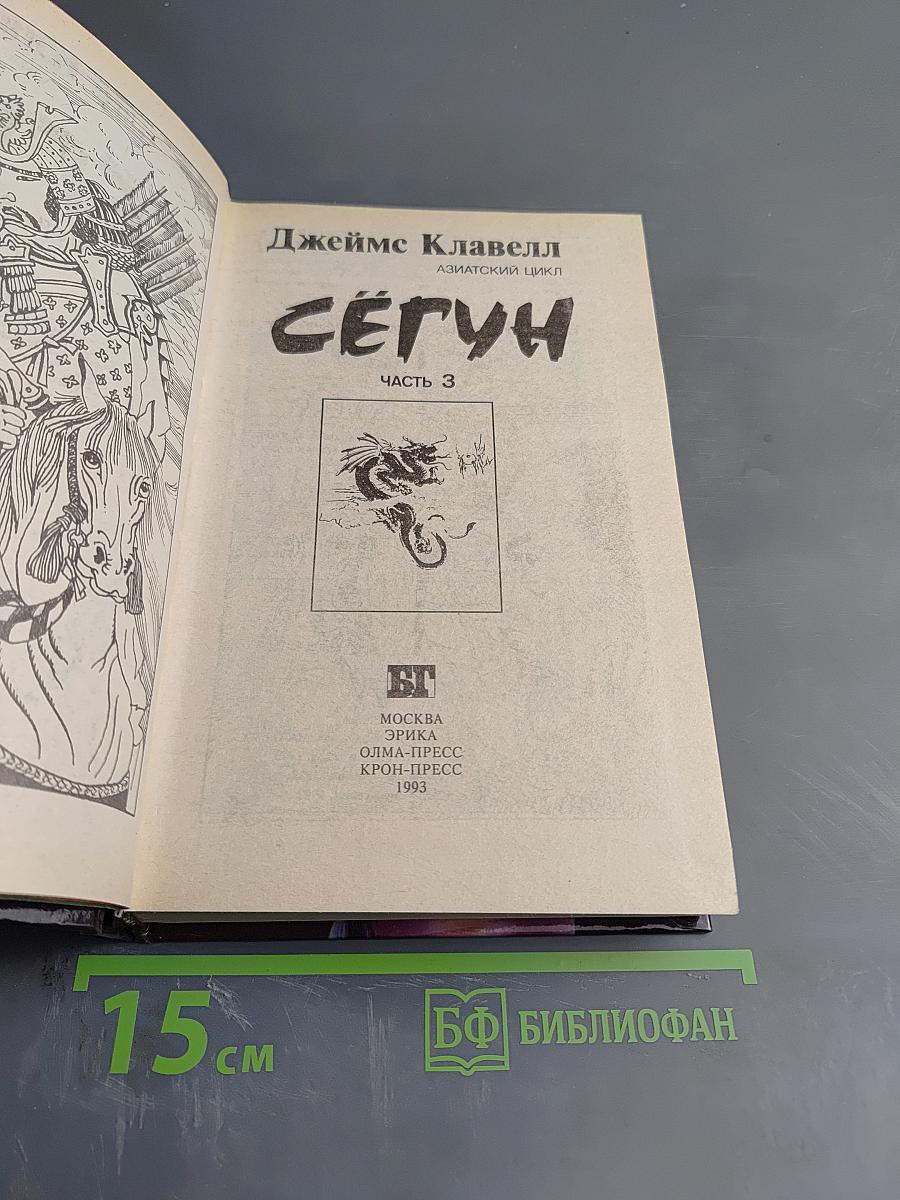 Джеймс Клавелл
АЗИАТСКИЙ ЦИКЛ
СЁГУН
ЧАСТЬ 3
БГ
МОСКВА
ЭРИКА
ОЛМА-ПРЕСС
КРОН-ПРЕСС
1993
15 см
БФ БИБЛИОФАН